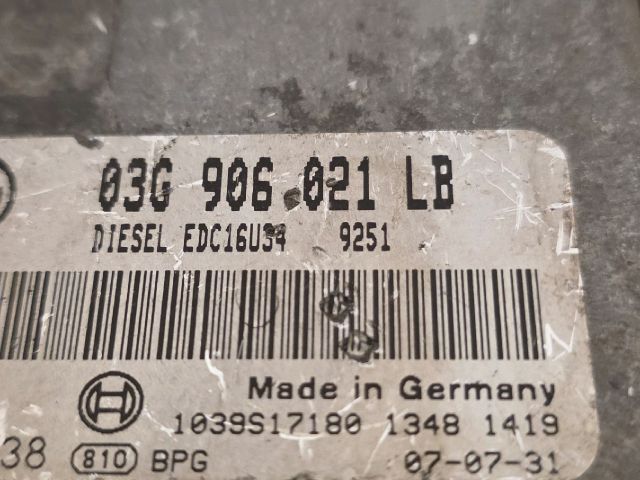 03G 906 021 LB
DIESEL EDC16U34 9251
Made in Germany
1039S17180 1348 1419
38 810 BPG 07-07-31